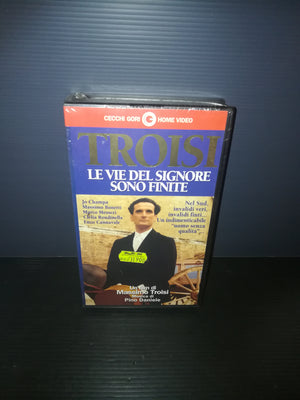 CECCHI GORI HOME VIDEO
TROISI
LE VIE DEL SIGNORE
SONO FINITE
Jo Champa
Massimo Bonetti
Marco Messeri
Clelia Rondinella
Enzo Cannavale
Nel Sud,
invalidi veri,
invalidi finti...
Un indimenticabile
"uomo senza
qualità".
Un film di
Massimo Troisi
Musica di
Pino Daniele